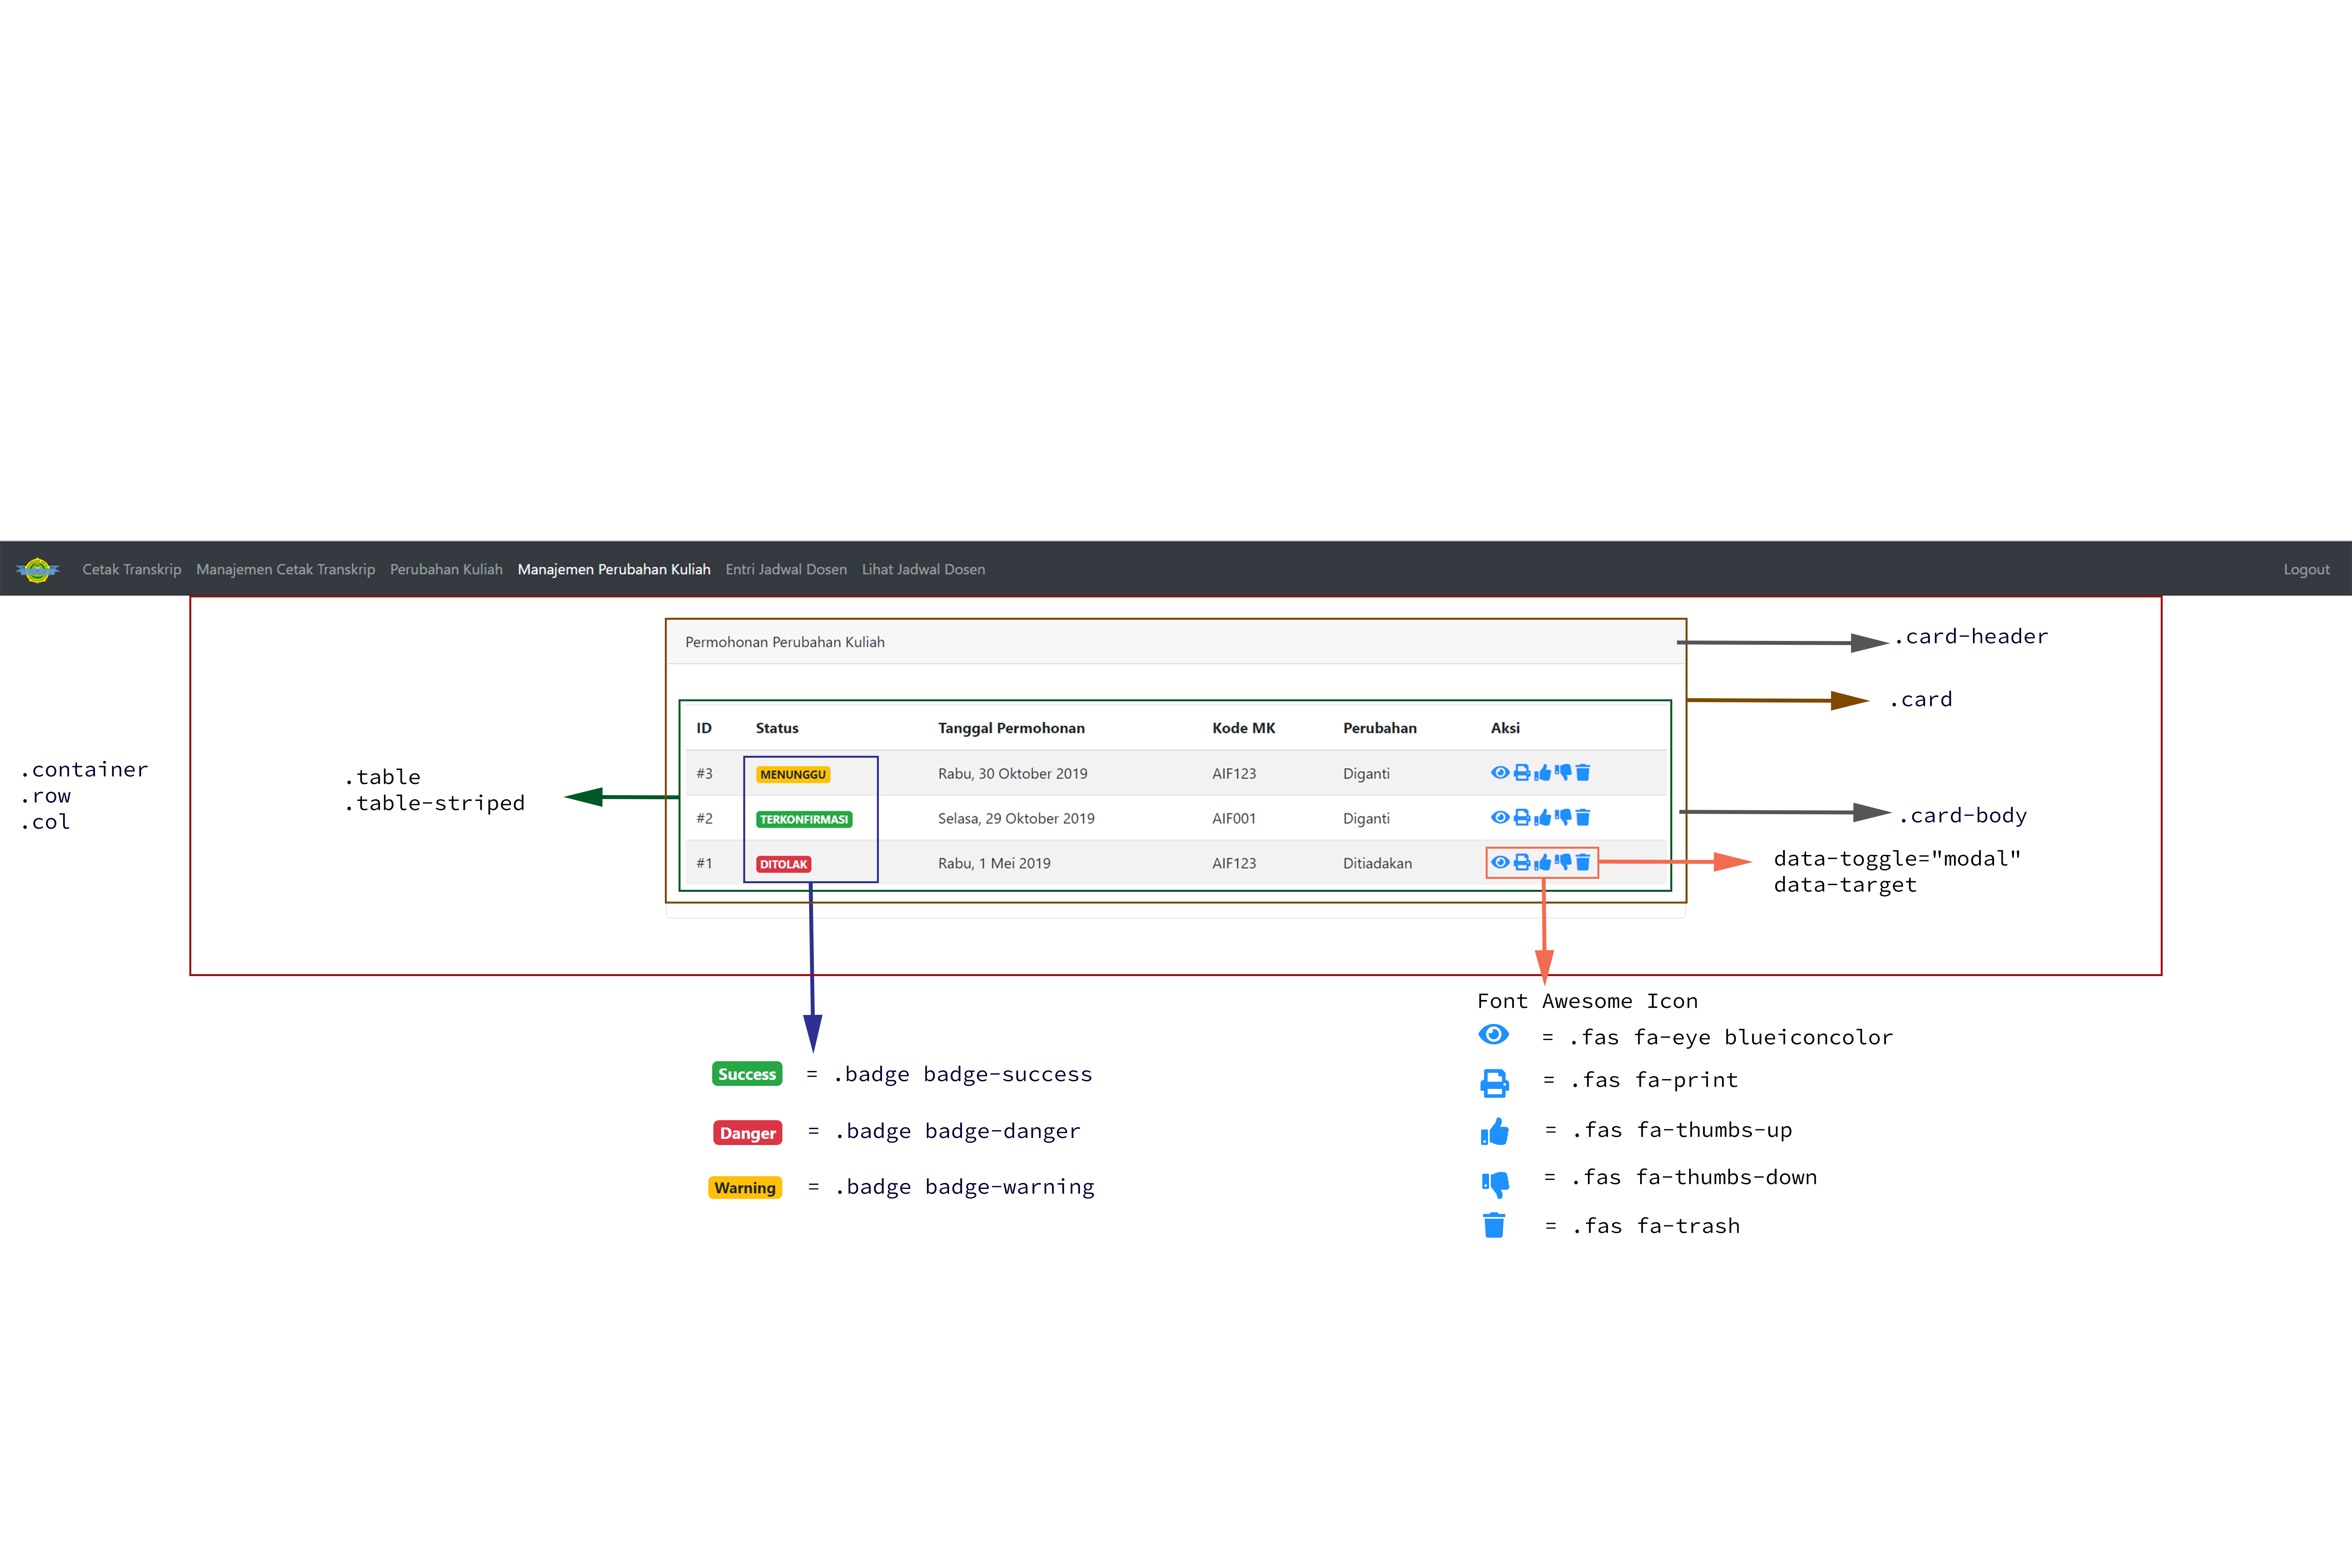 Cetak Transkrip Manajemen Cetak Transkrip Perubahan Kuliah Manajemen Perubahan Kuliah Entri Jadwal Dosen Lihat Jadwal Dosen Logout
Permohonan Perubahan Kuliah
.card-header
.card
ID Status Tanggal Permohonan Kode MK Perubahan Aksi
#3 MENUNGGU Rabu, 30 Oktober 2019 AIF123 Diganti
#2 TERKONFIRMASI Selasa, 29 Oktober 2019 AIF001 Diganti
#1 DITOLAK Rabu, 1 Mei 2019 AIF123 Ditiadakan
.container
.row
.col
.table
.table-striped
.card-body
data-toggle="modal"
data-target
Success = .badge badge-success
Danger = .badge badge-danger
Warning = .badge badge-warning
Font Awesome Icon
= .fas fa-eye blueiconcolor
= .fas fa-print
= .fas fa-thumbs-up
= .fas fa-thumbs-down
= .fas fa-trash